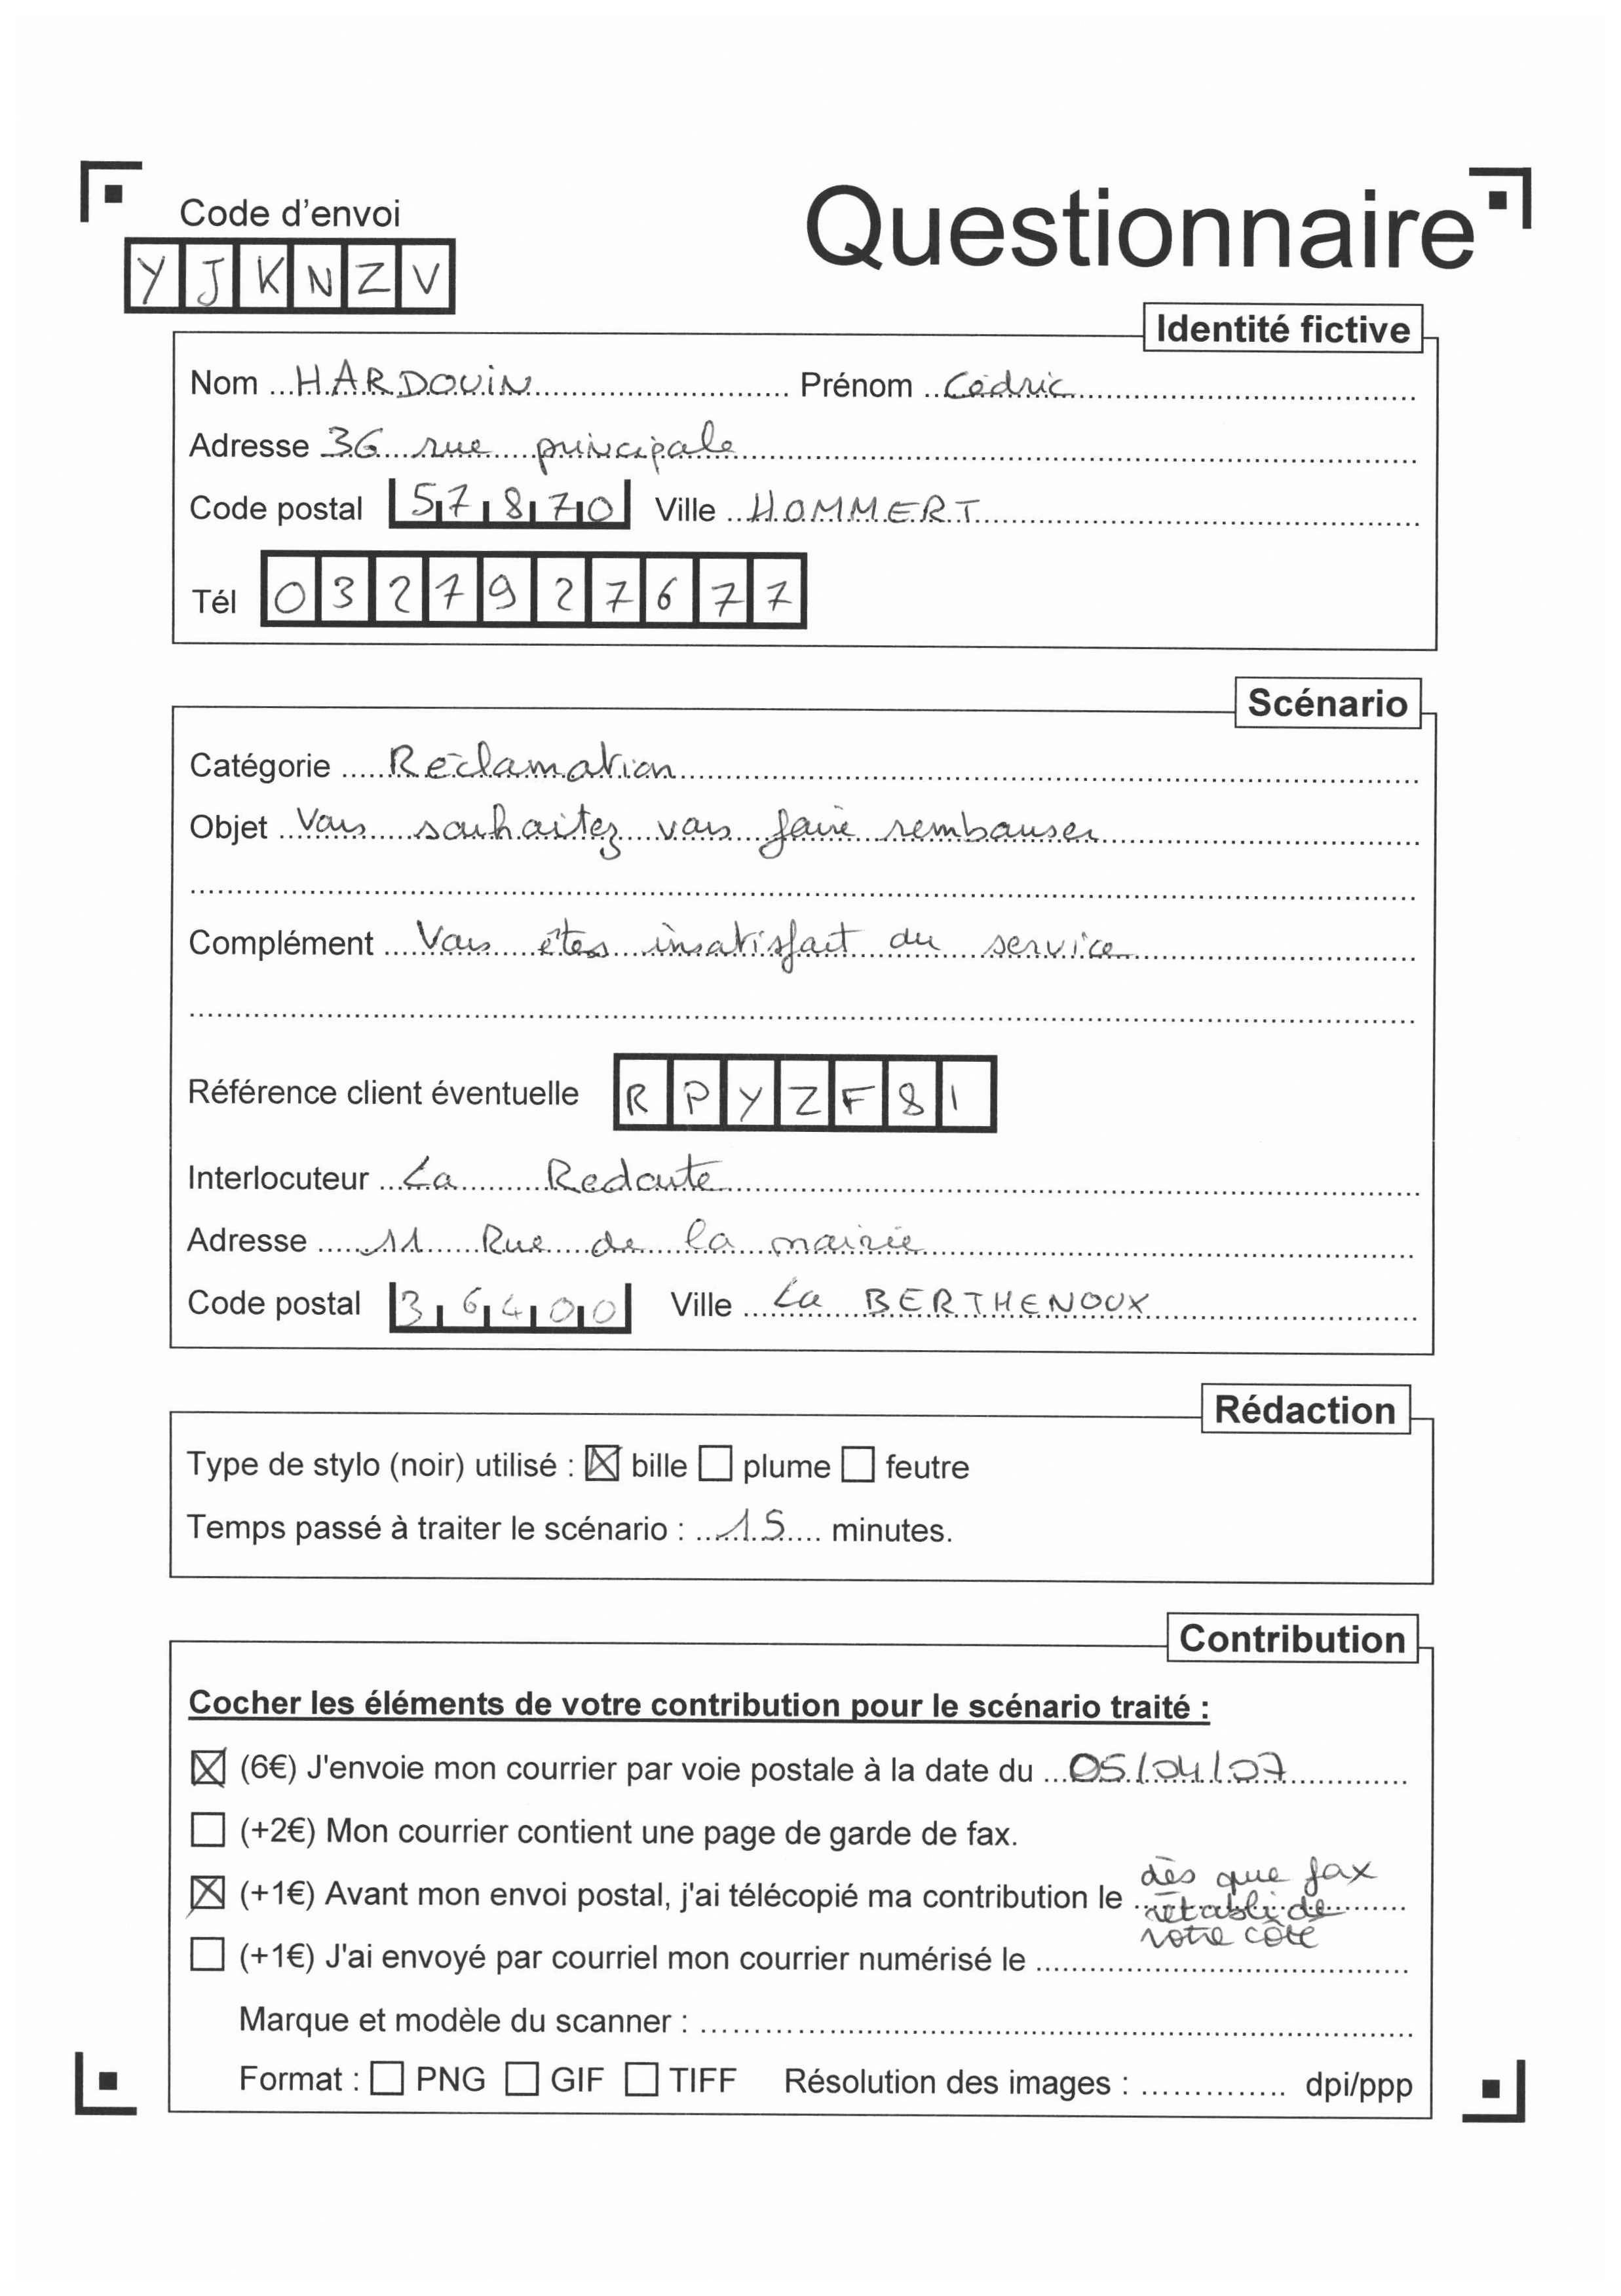 Code d'envoi
Questionnaire
YJKNZV
Identité fictive
Nom HARDOUIN Prénom Cédric
Adresse 36 rue principale
Code postal 57870 Ville HOMMERT
Tél 0327927677
Scénario
Catégorie Réclamation
Objet Vous souhaitez vous faire rembourser
Complément Vous êtes insatisfait du service
Référence client éventuelle RPYZF81
Interlocuteur La Redoute
Adresse 11 Rue de la mairie
Code postal 36400 Ville La BERTHENOUX
Rédaction
Type de stylo (noir) utilisé : ☒ bille ☐ plume ☐ feutre
Temps passé à traiter le scénario : 15 minutes.
Contribution
Cocher les éléments de votre contribution pour le scénario traité :
☒ (6€) J'envoie mon courrier par voie postale à la date du 05/04/07
☐ (+2€) Mon courrier contient une page de garde de fax.
☒ (+1€) Avant mon envoi postal, j'ai télécopié ma contribution le dès que fax
rétabli de
votre côté
☐ (+1€) J'ai envoyé par courriel mon courrier numérisé le
Marque et modèle du scanner :
Format : ☐ PNG ☐ GIF ☐ TIFF Résolution des images : dpi/ppp